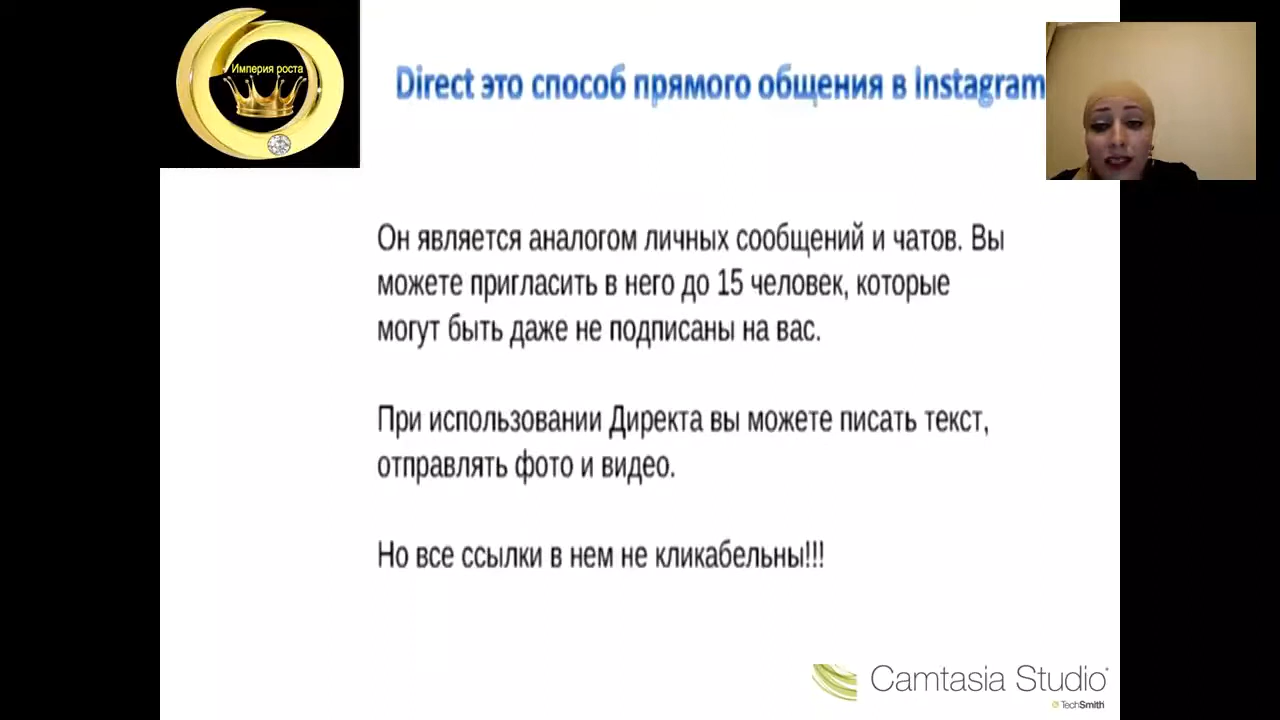 Империя роста
Direct это способ прямого общения в Instagram
Он является аналогом личных сообщений и чатов. Вы
можете пригласить в него до 15 человек, которые
могут быть даже не подписаны на вас.
При использовании Директа вы можете писать текст,
отправлять фото и видео.
Но все ссылки в нем не кликабельны!!!
Camtasia Studio
TechSmith